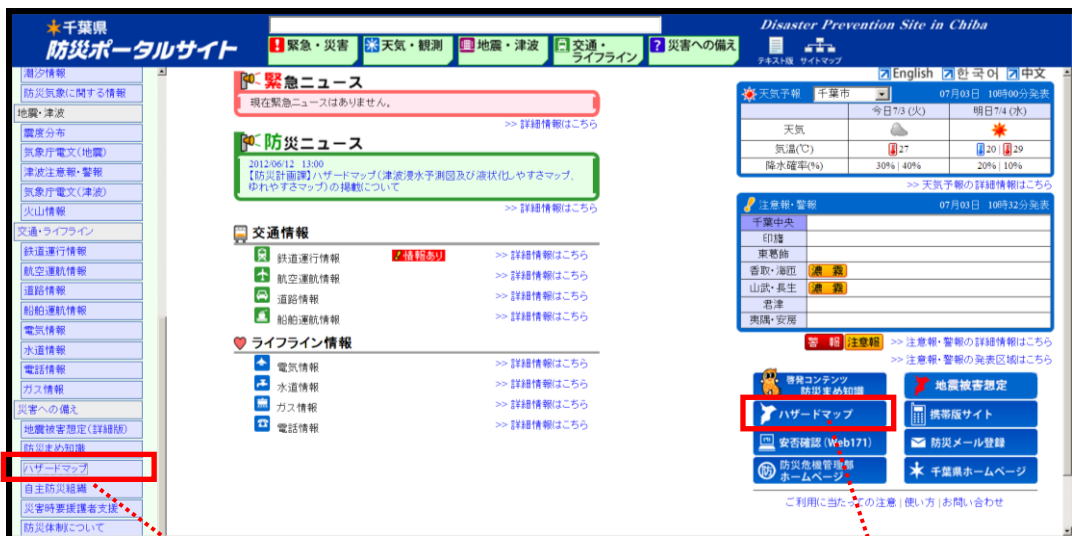 千葉県
防災ポータルサイト
緊急・災害
天気・観測
地震・津波
交通・
ライフライン
災害への備え
Disaster Prevention Site in Chiba
テキスト版 サイトマップ
潮汐情報
防災気象に関する情報
地震・津波
震度分布
気象庁電文(地震)
津波注意報・警報
気象庁電文(津波)
火山情報
交通・ライフライン
鉄道運行情報
航空運航情報
道路情報
船舶運航情報
電気情報
水道情報
電話情報
ガス情報
災害への備え
地震被害想定(詳細版)
防災まめ知識
ハザードマップ
自主防災組織
災害時要援護者支援
防災体制について
緊急ニュース
現在緊急ニュースはありません。
>> 詳細情報はこちら
防災ニュース
2012/06/12 13:00
【防災計画課】ハザードマップ(津波浸水予測図及び液状化しやすさマップ、
ゆれやすさマップ)の掲載について
>> 詳細情報はこちら
交通情報
鉄道運行情報 情報あり >> 詳細情報はこちら
航空運航情報 >> 詳細情報はこちら
道路情報 >> 詳細情報はこちら
船舶運航情報 >> 詳細情報はこちら
ライフライン情報
電気情報 >> 詳細情報はこちら
水道情報 >> 詳細情報はこちら
ガス情報 >> 詳細情報はこちら
電話情報 >> 詳細情報はこちら
English 한국어 中文
天気予報 千葉市 07月03日 10時00分発表
今日7/3 (火) 明日7/4 (水)
天気
気温(℃) 27 20 | 29
降水確率(%) 30% | 40% 20% | 10%
>> 天気予報の詳細情報はこちら
注意報・警報 07月03日 10時32分発表
千葉中央
印旛
東葛飾
香取・海匝 濃霧
山武・長生 濃霧
君津
夷隅・安房
警報 注意報 >> 注意報・警報の詳細情報はこちら
>> 注意報・警報の発表区域はこちら
啓発コンテンツ
防災まめ知識
地震被害想定
ハザードマップ
携帯版サイト
安否確認 (Web171)
防災メール登録
防災危機管理部
ホームページ
千葉県ホームページ
ご利用に当たっての注意 | 使い方 | お問い合わせ